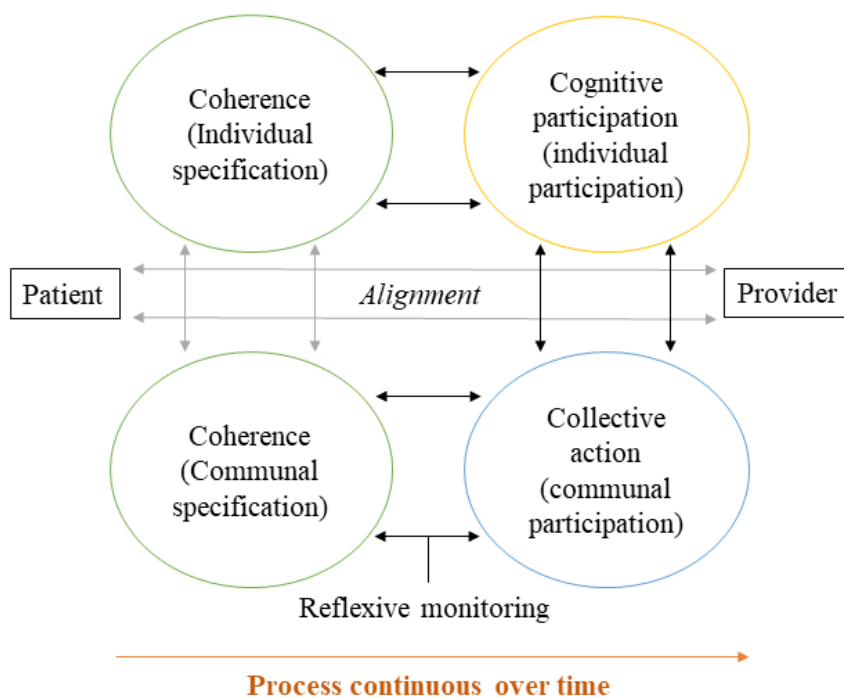 Coherence
(Individual
specification)
Cognitive
participation
(individual
participation)
Patient
Alignment
Provider
Coherence
(Communal
specification)
Collective
action
(communal
participation)
Reflexive monitoring
Process continuous over time